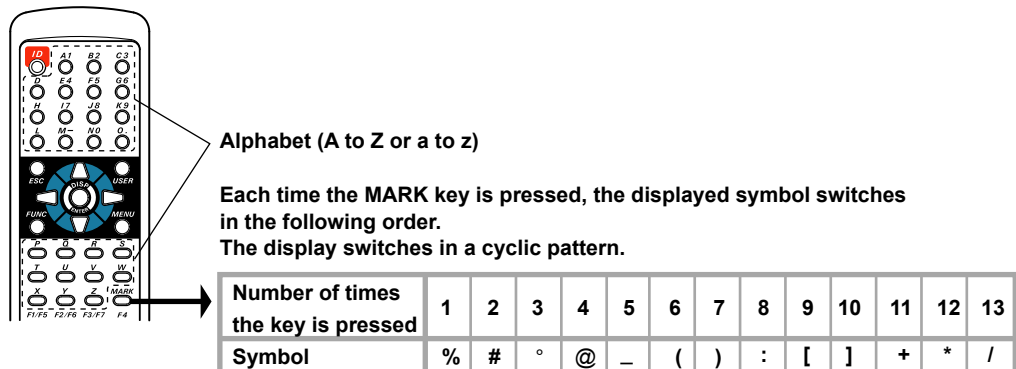 ID A1 B2 C3
D E4 F5 G6
H I7 J8 K9
L M− N0 O.
ESC DISP USER
ENTER
FUNC MENU
P Q R S
T U V W
X Y Z MARK
F1/F5 F2/F6 F3/F7 F4
Alphabet (A to Z or a to z)
Each time the MARK key is pressed, the displayed symbol switches
in the following order.
The display switches in a cyclic pattern.
Number of times
the key is pressed 1 2 3 4 5 6 7 8 9 10 11 12 13
Symbol % # ° @ _ ( ) : [ ] + * /